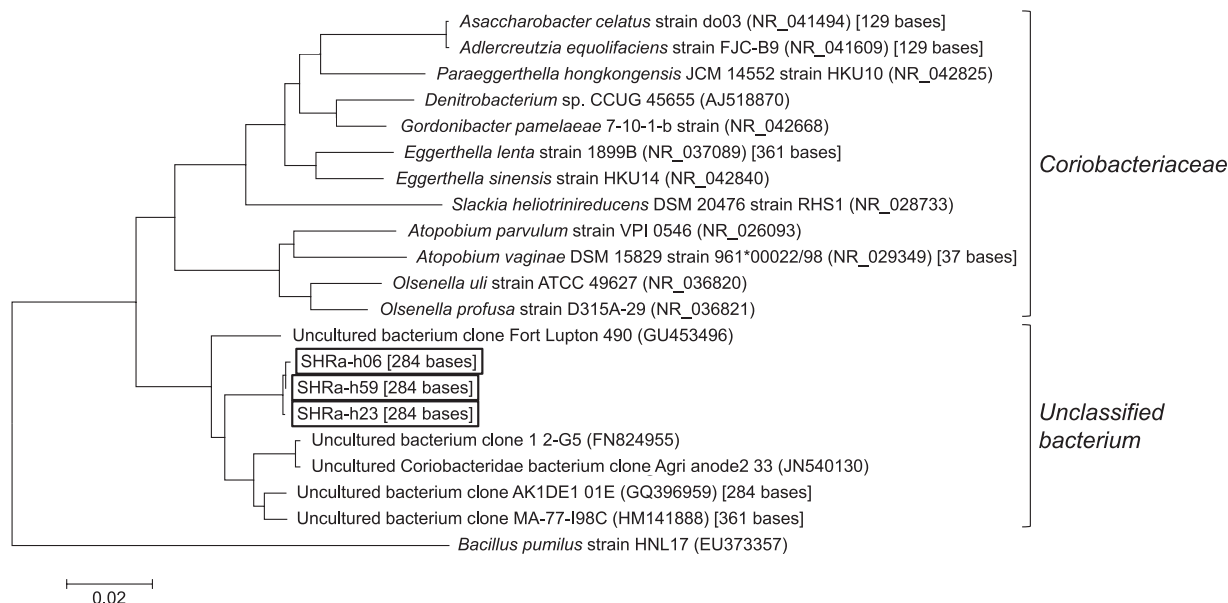 Asaccharobacter celatus strain do03 (NR_041494) [129 bases]
Adlercreutzia equolifaciens strain FJC-B9 (NR_041609) [129 bases]
Paraeggerthella hongkongensis JCM 14552 strain HKU10 (NR_042825)
Denitrobacterium sp. CCUG 45655 (AJ518870)
Gordonibacter pamelaeae 7-10-1-b strain (NR_042668)
Eggerthella lenta strain 1899B (NR_037089) [361 bases]
Eggerthella sinensis strain HKU14 (NR_042840)
Slackia heliotrinireducens DSM 20476 strain RHS1 (NR_028733)
Atopobium parvulum strain VPI 0546 (NR_026093)
Atopobium vaginae DSM 15829 strain 961*00022/98 (NR_029349) [37 bases]
Olsenella uli strain ATCC 49627 (NR_036820)
Olsenella profusa strain D315A-29 (NR_036821)
Coriobacteriaceae
Uncultured bacterium clone Fort Lupton 490 (GU453496)
SHRa-h06 [284 bases]
SHRa-h59 [284 bases]
SHRa-h23 [284 bases]
Uncultured bacterium clone 1 2-G5 (FN824955)
Uncultured Coriobacteridae bacterium clone Agri anode2 33 (JN540130)
Uncultured bacterium clone AK1DE1 01E (GQ396959) [284 bases]
Uncultured bacterium clone MA-77-I98C (HM141888) [361 bases]
Unclassified
bacterium
Bacillus pumilus strain HNL17 (EU373357)
0.02